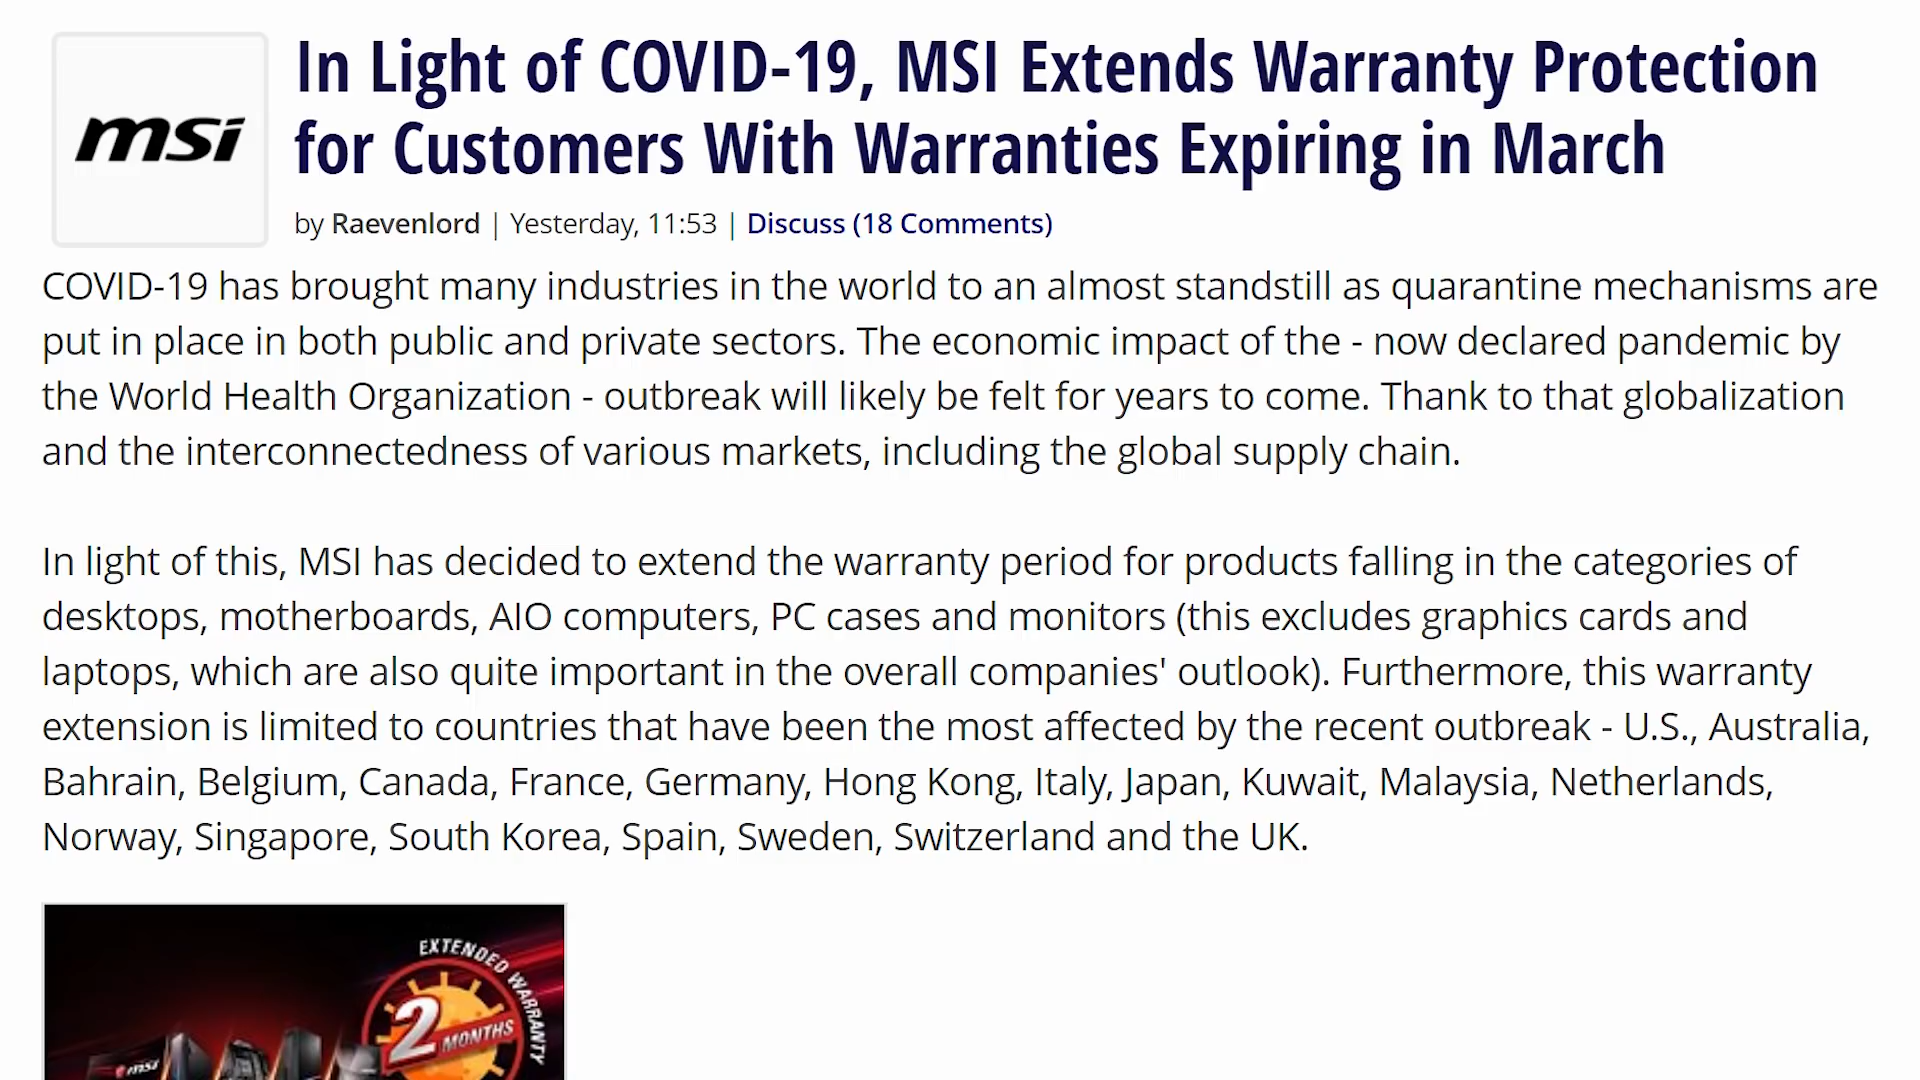 msi
In Light of COVID-19, MSI Extends Warranty Protection
for Customers With Warranties Expiring in March
by Raevenlord | Yesterday, 11:53 | Discuss (18 Comments)
COVID-19 has brought many industries in the world to an almost standstill as quarantine mechanisms are
put in place in both public and private sectors. The economic impact of the - now declared pandemic by
the World Health Organization - outbreak will likely be felt for years to come. Thank to that globalization
and the interconnectedness of various markets, including the global supply chain.
In light of this, MSI has decided to extend the warranty period for products falling in the categories of
desktops, motherboards, AIO computers, PC cases and monitors (this excludes graphics cards and
laptops, which are also quite important in the overall companies' outlook). Furthermore, this warranty
extension is limited to countries that have been the most affected by the recent outbreak - U.S., Australia,
Bahrain, Belgium, Canada, France, Germany, Hong Kong, Italy, Japan, Kuwait, Malaysia, Netherlands,
Norway, Singapore, South Korea, Spain, Sweden, Switzerland and the UK.
EXTENDED WARRANTY
2 MONTHS
msi